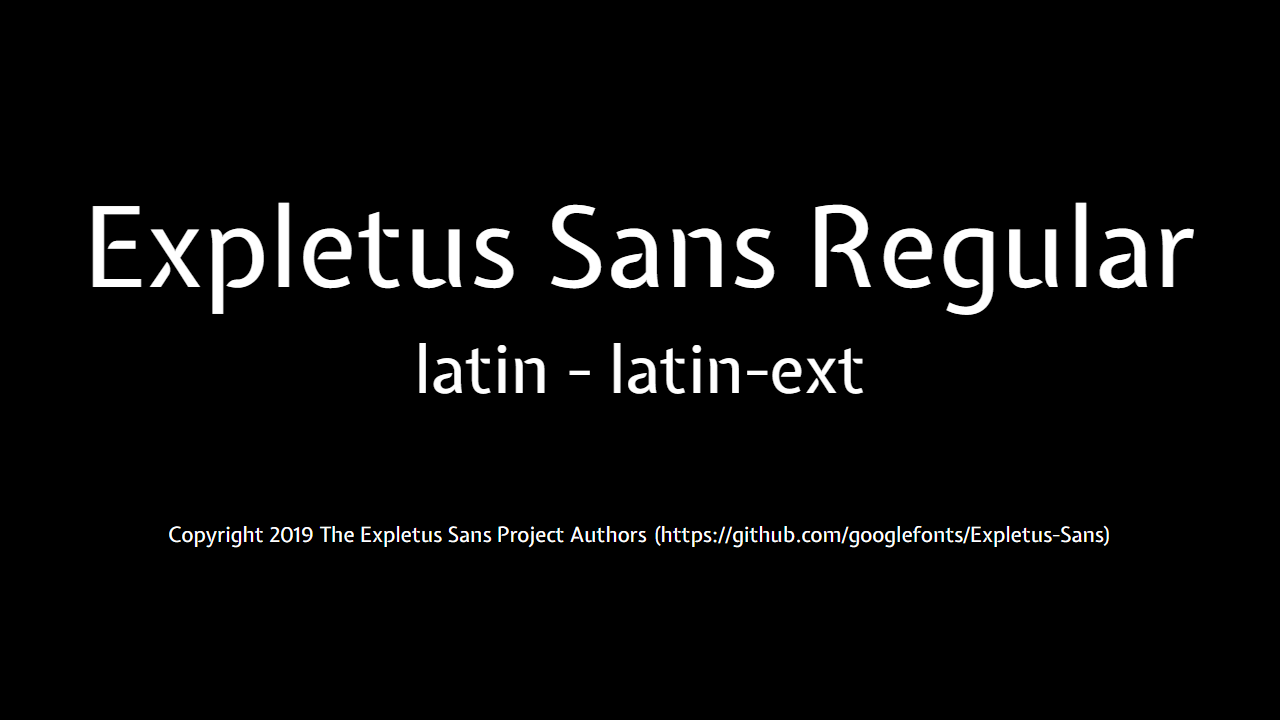 Expletus Sans Regular
latin - latin-ext
Copyright 2019 The Expletus Sans Project Authors (https://github.com/googlefonts/Expletus-Sans)